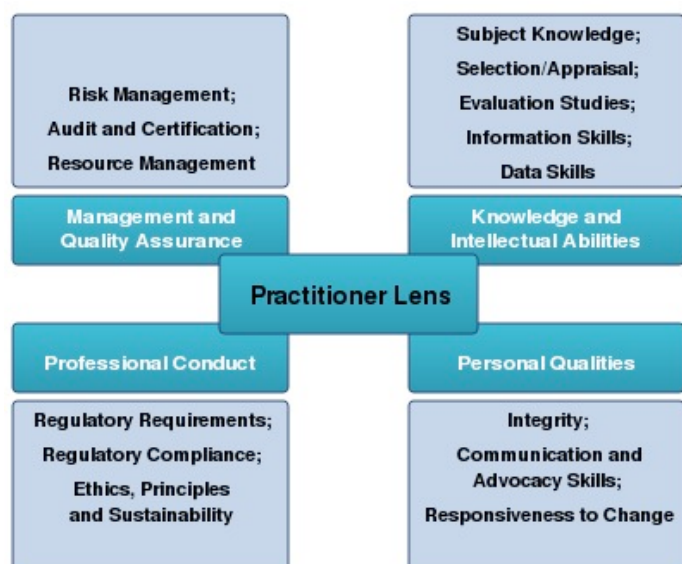 Risk Management;
Audit and Certification;
Resource Management
Management and
Quality Assurance
Subject Knowledge;
Selection/Appraisal;
Evaluation Studies;
Information Skills;
Data Skills
Knowledge and
Intellectual Abilities
Practitioner Lens
Professional Conduct
Regulatory Requirements;
Regulatory Compliance;
Ethics, Principles
and Sustainability
Personal Qualities
Integrity;
Communication and
Advocacy Skills;
Responsiveness to Change